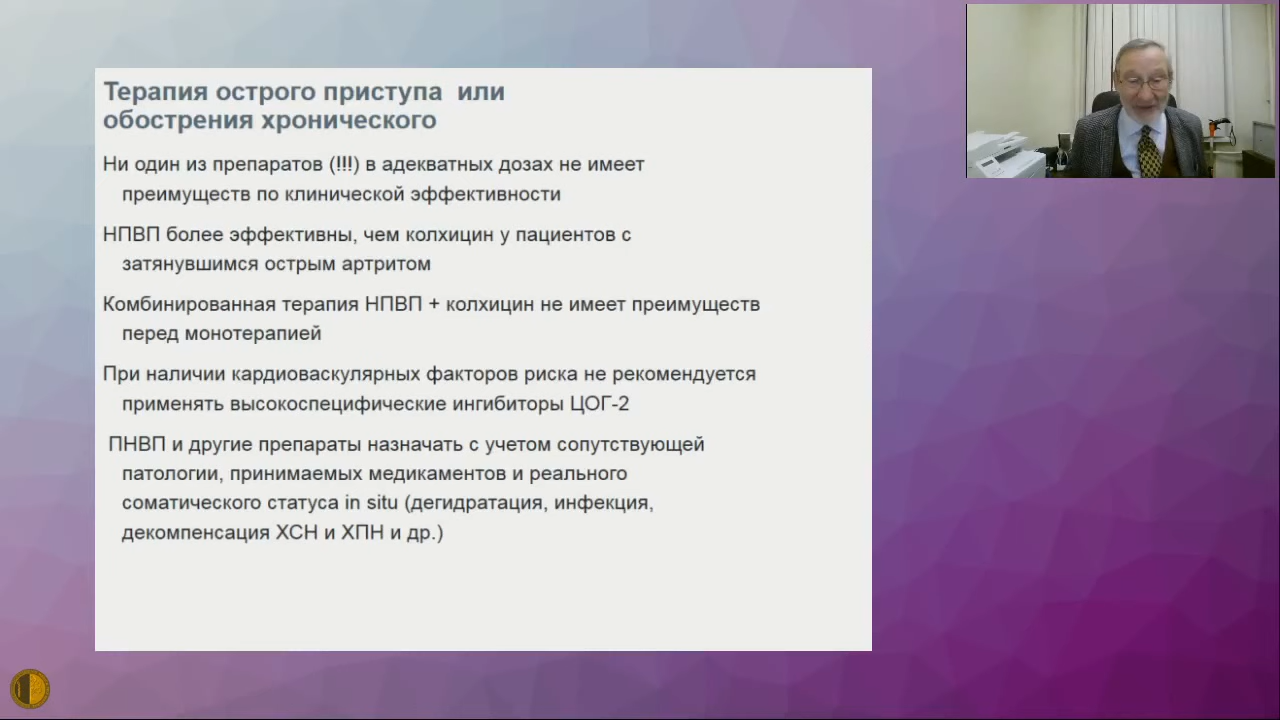 Терапия острого приступа или
обострения хронического
Ни один из препаратов (!!!) в адекватных дозах не имеет
преимуществ по клинической эффективности
НПВП более эффективны, чем колхицин у пациентов с
затянувшимся острым артритом
Комбинированная терапия НПВП + колхицин не имеет преимуществ
перед монотерапией
При наличии кардиоваскулярных факторов риска не рекомендуется
применять высокоспецифические ингибиторы ЦОГ-2
ПНВП и другие препараты назначать с учетом сопутствующей
патологии, принимаемых медикаментов и реального
соматического статуса in situ (дегидратация, инфекция,
декомпенсация ХСН и ХПН и др.)